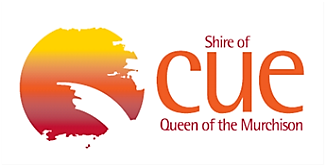 Shire of
cue
Queen of the Murchison